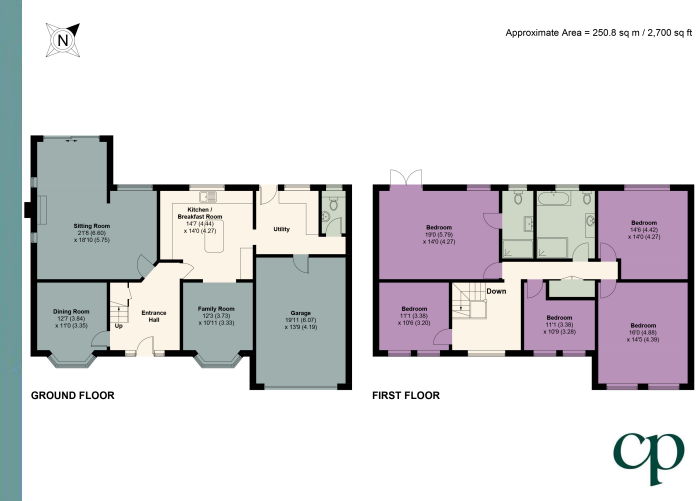 N
Approximate Area = 250.8 sq m / 2,700 sq ft
Sitting Room
21'8 (6.60)
x 18'10 (5.75)
Kitchen /
Breakfast Room
14'7 (4.44)
x 14'0 (4.27)
Utility
Dining Room
12'7 (3.84)
x 11'0 (3.35)
Up
Entrance
Hall
Family Room
12'3 (3.73)
x 10'11 (3.33)
Garage
19'11 (6.07)
x 13'9 (4.19)
GROUND FLOOR
Bedroom
19'0 (5.79)
x 14'0 (4.27)
Bedroom
14'6 (4.42)
x 14'0 (4.27)
Bedroom
11'1 (3.38)
x 10'6 (3.20)
Down
Bedroom
11'1 (3.38)
x 10'9 (3.28)
Bedroom
16'0 (4.88)
x 14'5 (4.39)
FIRST FLOOR
cp